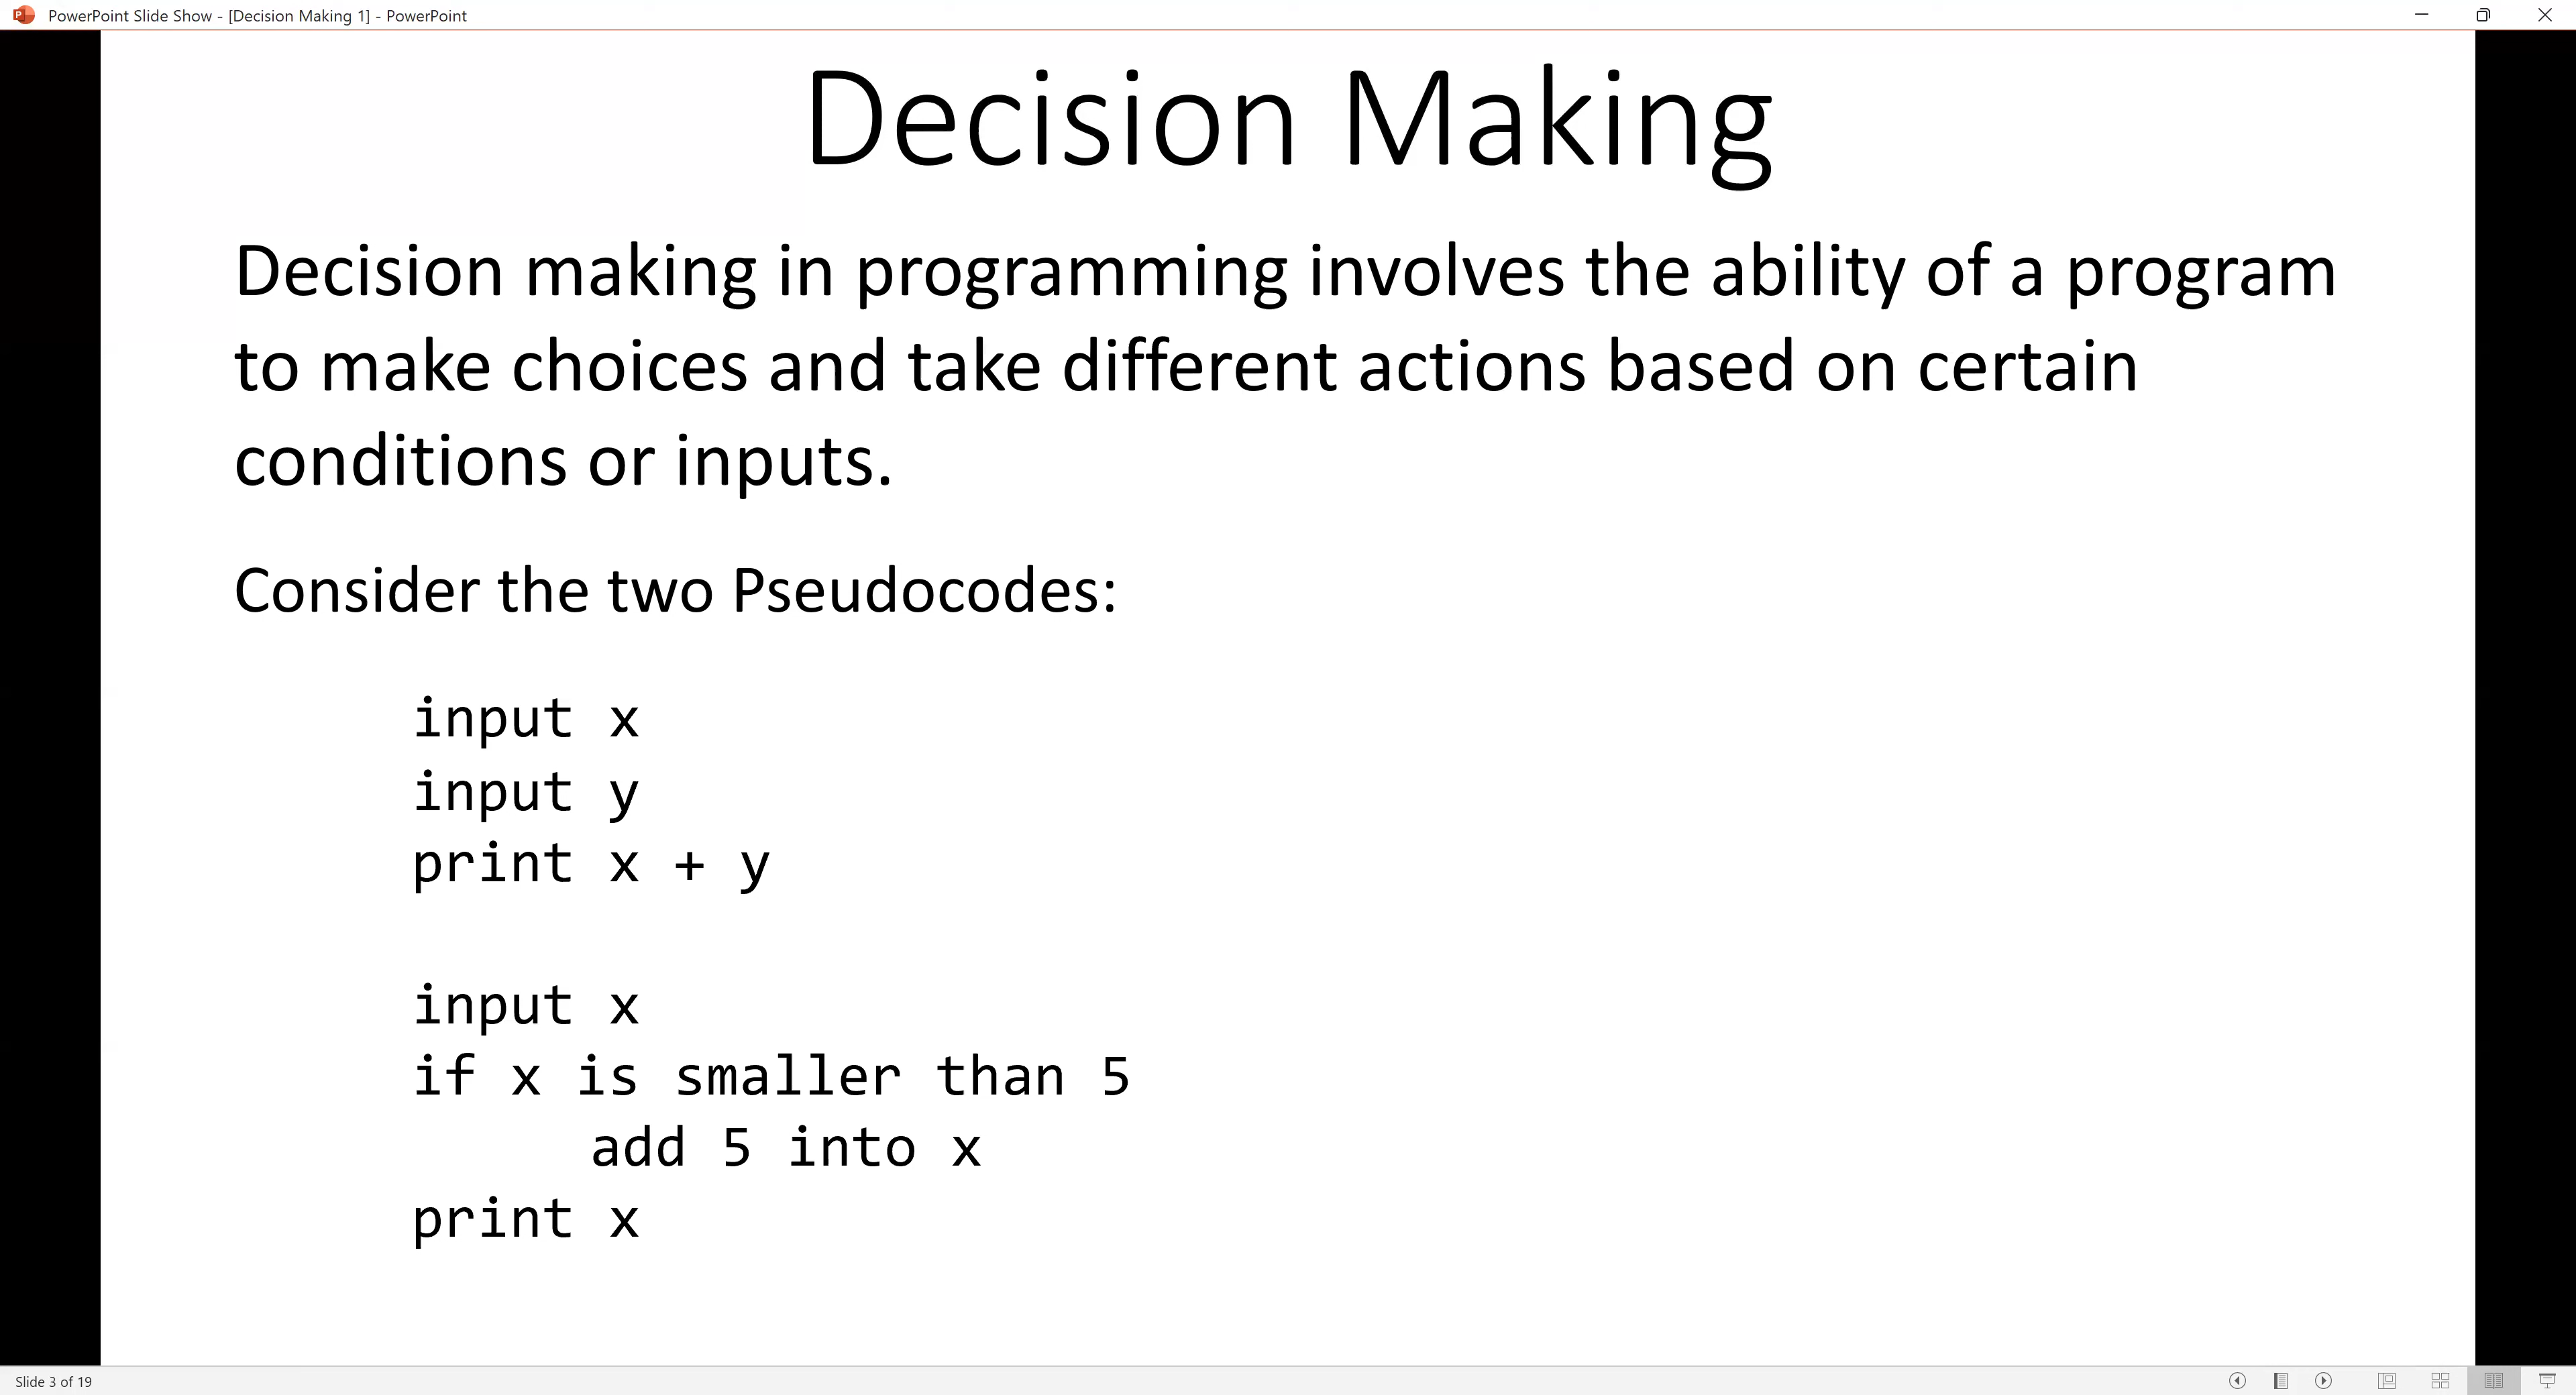 PowerPoint Slide Show - [Decision Making 1] - PowerPoint
Decision Making
Decision making in programming involves the ability of a program
to make choices and take different actions based on certain
conditions or inputs.
Consider the two Pseudocodes:
input x
input y
print x + y
input x
if x is smaller than 5
add 5 into x
print x
Slide 3 of 19